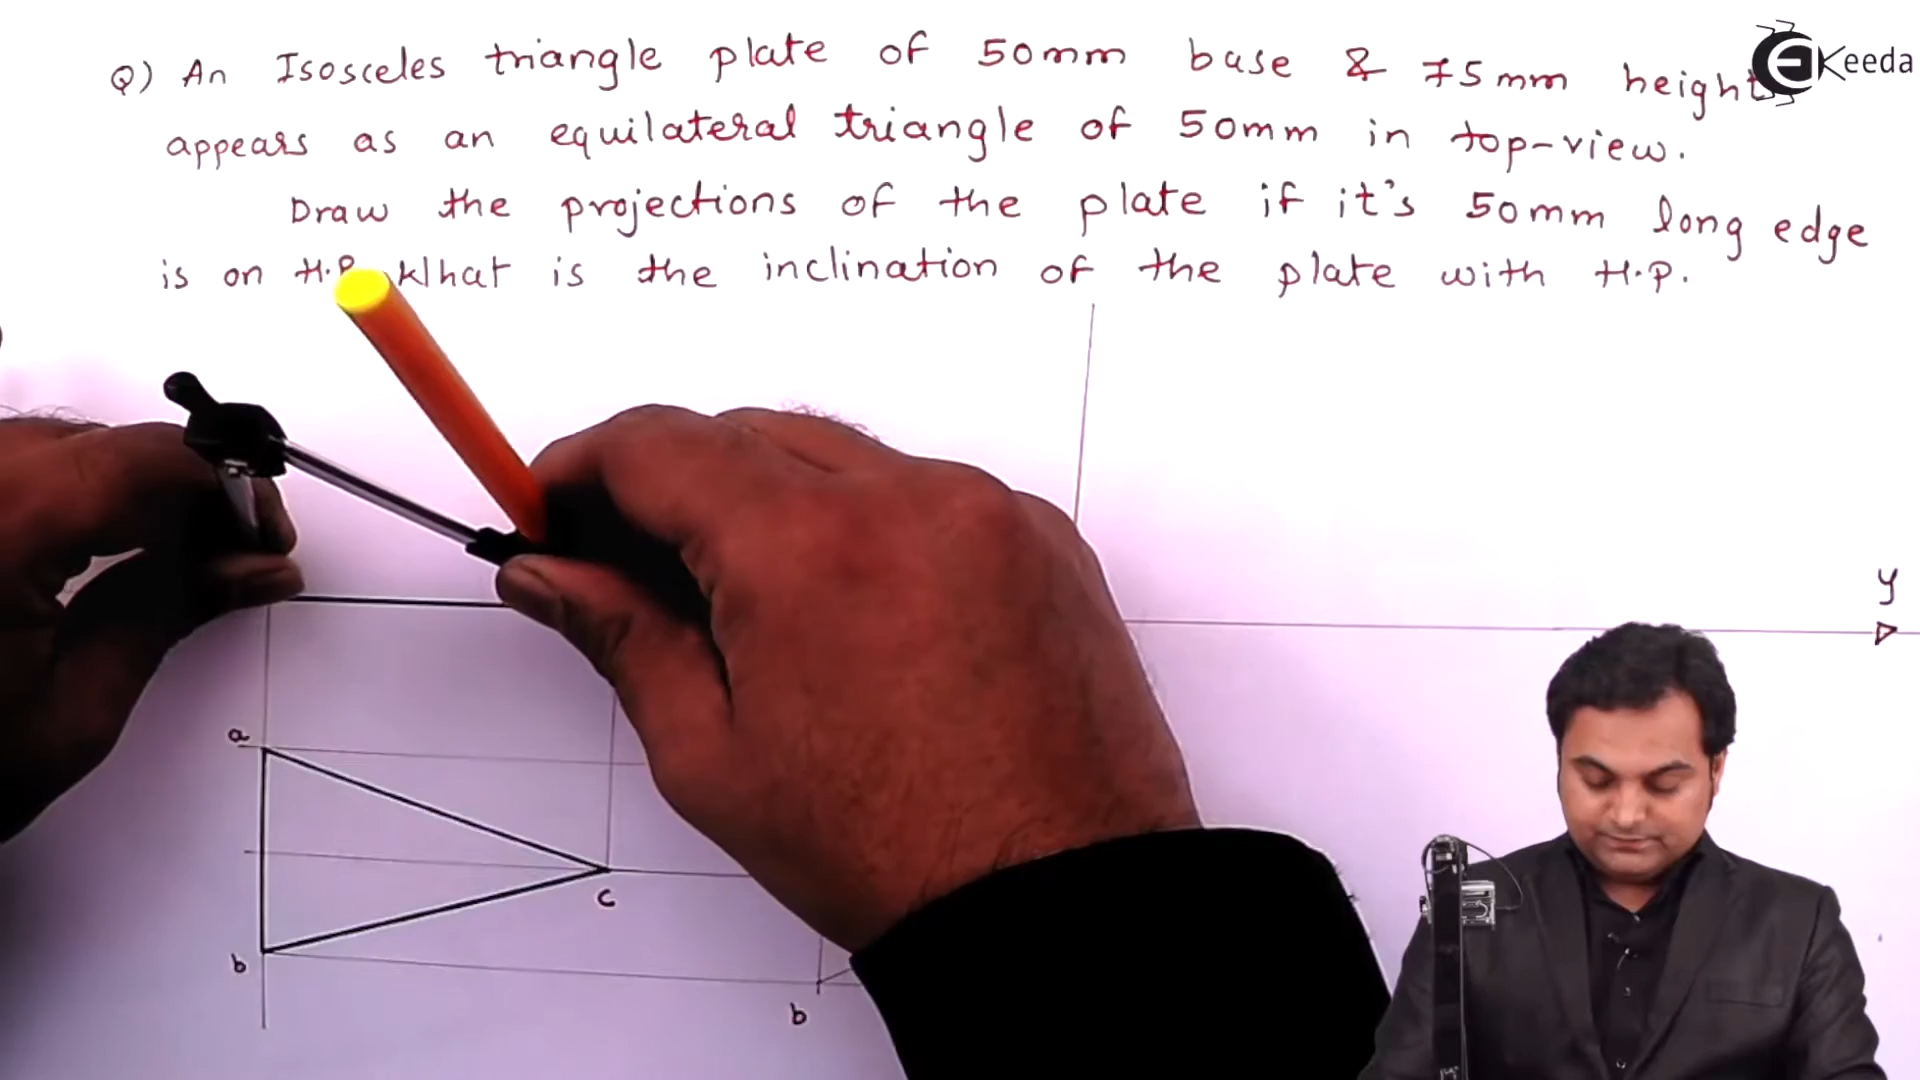 Q) An Isosceles triangle plate of 50mm base & 75mm height
appears as an equilateral triangle of 50mm in top-view.
Draw the projections of the plate if it's 50mm long edge
is on H.P. What is the inclination of the plate with H.P.
Keeda
y
a
c
b
b